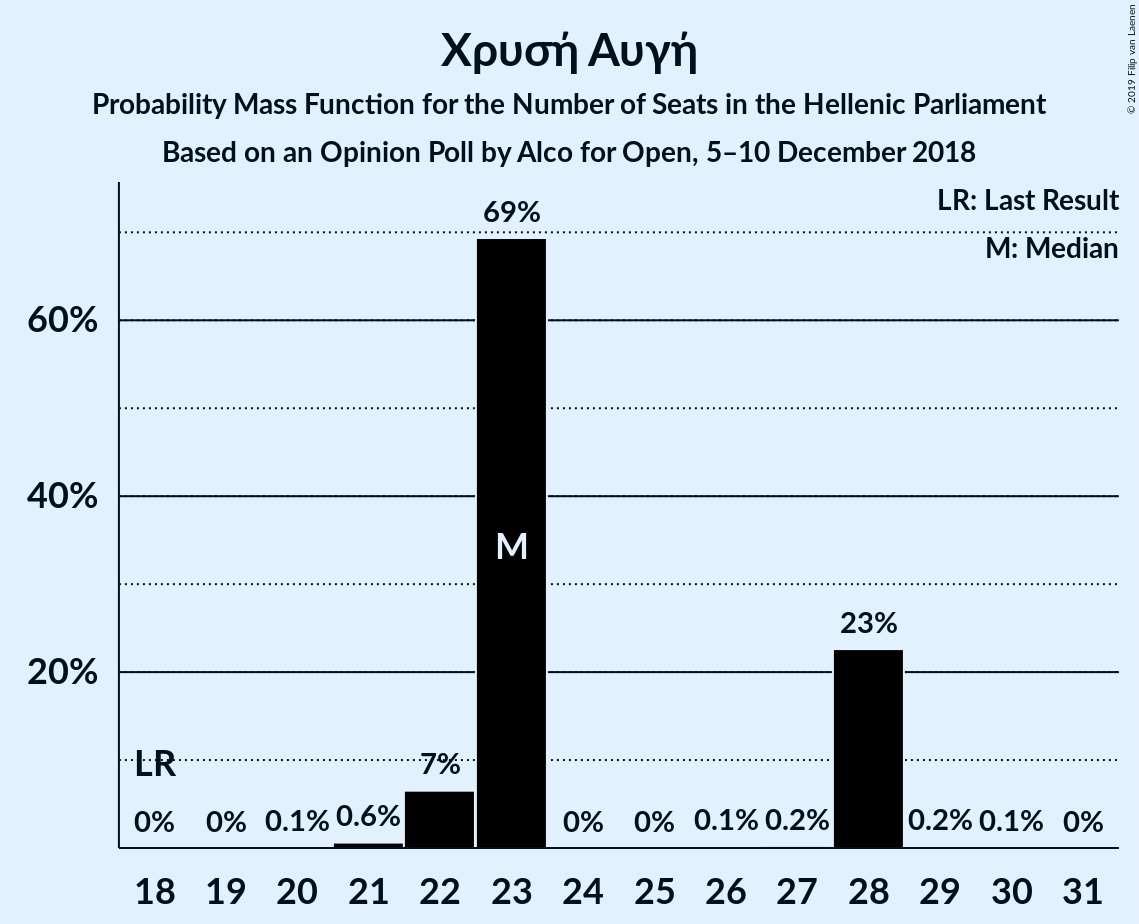 Χρυσή Αυγή
Probability Mass Function for the Number of Seats in the Hellenic Parliament
Based on an Opinion Poll by Alco for Open, 5–10 December 2018
© 2019 Filip van Laenen
LR: Last Result
M: Median
60%
40%
20%
LR
M
0%
0%
0.1%
0.6%
7%
69%
0%
0%
0.1%
0.2%
23%
0.2%
0.1%
0%
18 19 20 21 22 23 24 25 26 27 28 29 30 31